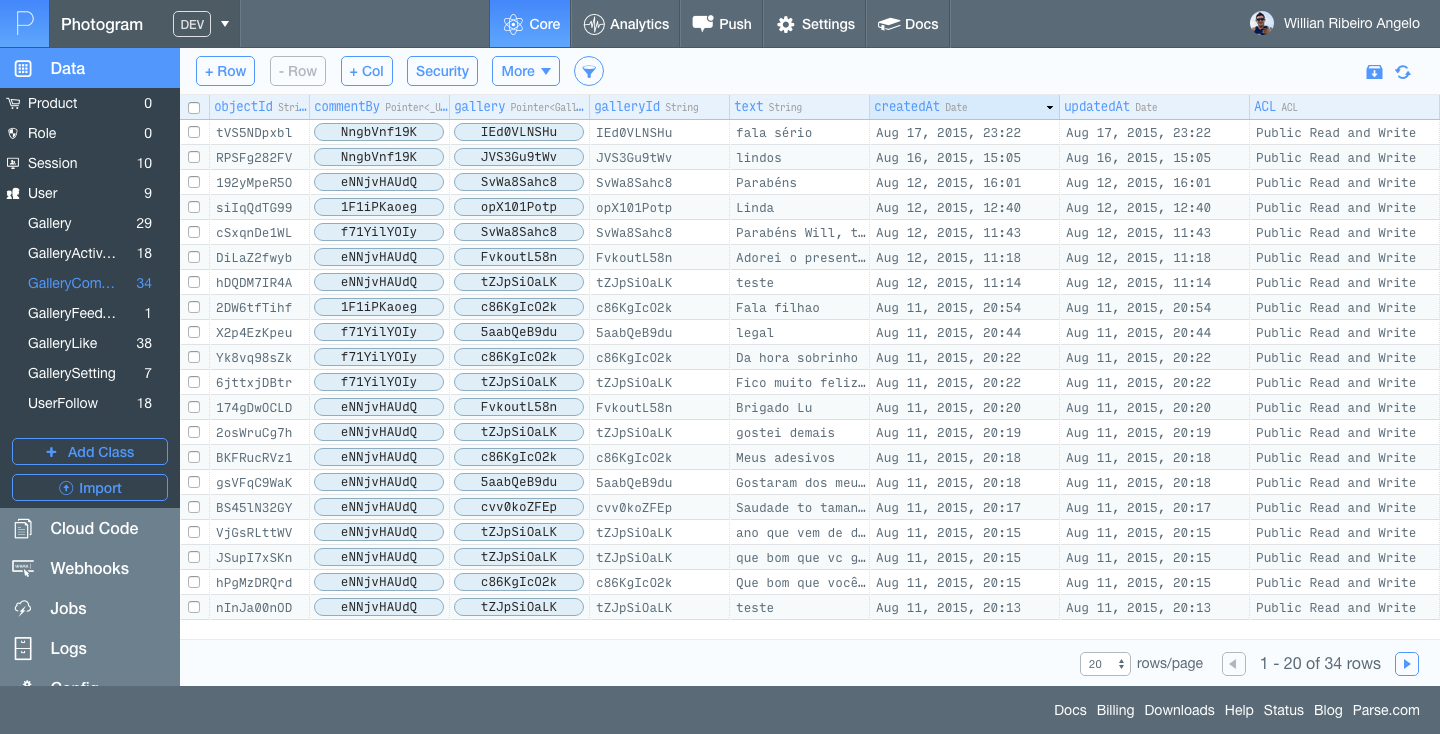 P Photogram DEV Core Analytics Push Settings Docs Willian Ribeiro Angelo
Data + Row - Row + Col Security More
Product 0
Role 0
Session 10
User 9
Gallery 29
GalleryActiv... 18
GalleryCom... 34
GalleryFeed... 1
GalleryLike 38
GallerySetting 7
UserFollow 18
+ Add Class
Import
Cloud Code
Webhooks
Jobs
Logs
objectId Stri... commentBy Pointer<_U... gallery Pointer<Gall... galleryId String text String createdAt Date updatedAt Date ACL ACL
tVS5NDpxbl NngbVnf19K IEd0VLNSHu IEd0VLNSHu fala sério Aug 17, 2015, 23:22 Aug 17, 2015, 23:22 Public Read and Write
RPSFg282FV NngbVnf19K JVS3Gu9tWv JVS3Gu9tWv lindos Aug 16, 2015, 15:05 Aug 16, 2015, 15:05 Public Read and Write
192yMpeR5O eNNjvHAUdQ SvWa8Sahc8 SvWa8Sahc8 Parabéns Aug 12, 2015, 16:01 Aug 12, 2015, 16:01 Public Read and Write
siIqQdTG99 1F1iPKaoeg opX101Potp opX101Potp Linda Aug 12, 2015, 12:40 Aug 12, 2015, 12:40 Public Read and Write
cSxqnDe1WL f71YilYOIy SvWa8Sahc8 SvWa8Sahc8 Parabéns Will, t... Aug 12, 2015, 11:43 Aug 12, 2015, 11:43 Public Read and Write
DiLaZ2fwyb eNNjvHAUdQ FvkoutL58n FvkoutL58n Adorei o present... Aug 12, 2015, 11:18 Aug 12, 2015, 11:18 Public Read and Write
hDQDM7IR4A eNNjvHAUdQ tZJpSiOaLK tZJpSiOaLK teste Aug 12, 2015, 11:14 Aug 12, 2015, 11:14 Public Read and Write
2DW6tfTihf 1F1iPKaoeg c86KgIcO2k c86KgIcO2k Fala filhao Aug 11, 2015, 20:54 Aug 11, 2015, 20:54 Public Read and Write
X2p4EzKpeu f71YilYOIy 5aabQeB9du 5aabQeB9du legal Aug 11, 2015, 20:44 Aug 11, 2015, 20:44 Public Read and Write
Yk8vq98sZk f71YilYOIy c86KgIcO2k c86KgIcO2k Da hora sobrinho Aug 11, 2015, 20:22 Aug 11, 2015, 20:22 Public Read and Write
6jttxjDBtr f71YilYOIy tZJpSiOaLK tZJpSiOaLK Fico muito feliz... Aug 11, 2015, 20:22 Aug 11, 2015, 20:22 Public Read and Write
174gDwOCLD eNNjvHAUdQ FvkoutL58n FvkoutL58n Brigado Lu Aug 11, 2015, 20:20 Aug 11, 2015, 20:20 Public Read and Write
2osWruCg7h eNNjvHAUdQ tZJpSiOaLK tZJpSiOaLK gostei demais Aug 11, 2015, 20:19 Aug 11, 2015, 20:19 Public Read and Write
BKFRucRVz1 eNNjvHAUdQ c86KgIcO2k c86KgIcO2k Meus adesivos Aug 11, 2015, 20:18 Aug 11, 2015, 20:18 Public Read and Write
gsVFqC9WaK eNNjvHAUdQ 5aabQeB9du 5aabQeB9du Gostaram dos meu... Aug 11, 2015, 20:18 Aug 11, 2015, 20:18 Public Read and Write
BS45lN32GY eNNjvHAUdQ cvv0koZFEp cvv0koZFEp Saudade to taman... Aug 11, 2015, 20:17 Aug 11, 2015, 20:17 Public Read and Write
VjGsRLttWV eNNjvHAUdQ tZJpSiOaLK tZJpSiOaLK ano que vem de d... Aug 11, 2015, 20:15 Aug 11, 2015, 20:15 Public Read and Write
JSupI7xSKn eNNjvHAUdQ tZJpSiOaLK tZJpSiOaLK que bom que vc g... Aug 11, 2015, 20:15 Aug 11, 2015, 20:15 Public Read and Write
hPgMzDRQrd eNNjvHAUdQ c86KgIcO2k c86KgIcO2k Que bom que você... Aug 11, 2015, 20:15 Aug 11, 2015, 20:15 Public Read and Write
nInJa00nOD eNNjvHAUdQ tZJpSiOaLK tZJpSiOaLK teste Aug 11, 2015, 20:13 Aug 11, 2015, 20:13 Public Read and Write
20 rows/page 1 - 20 of 34 rows
Docs Billing Downloads Help Status Blog Parse.com